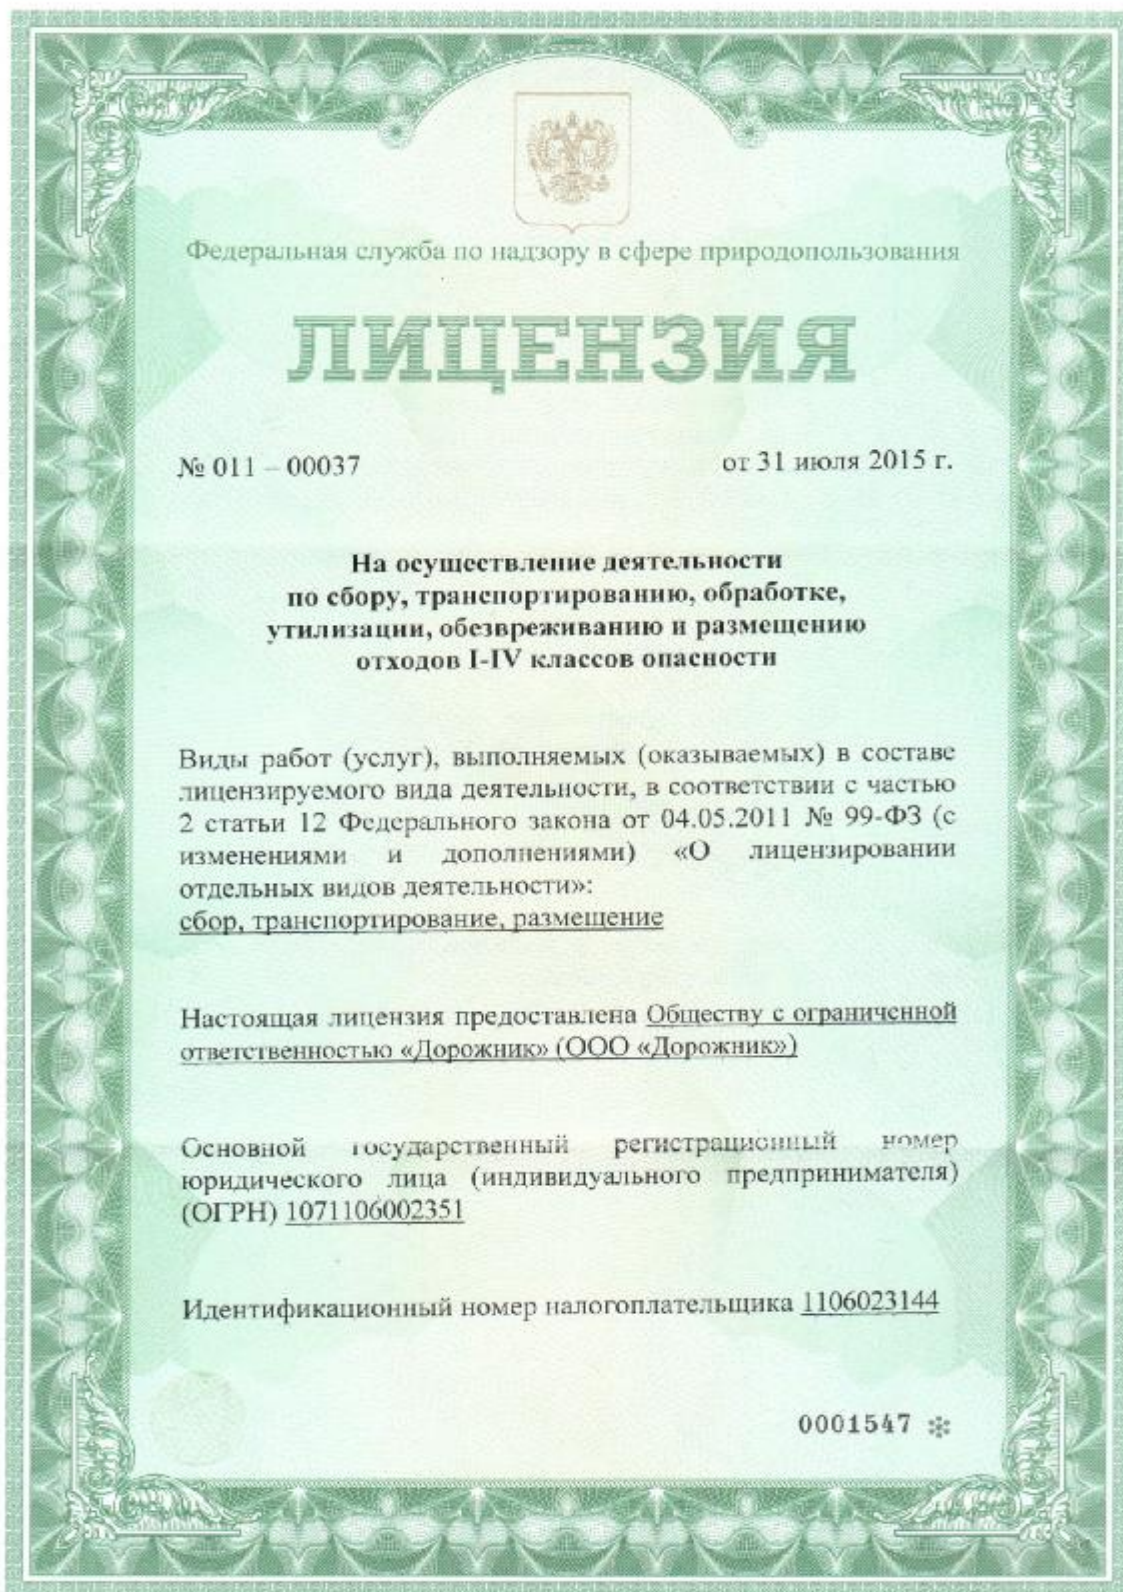 Федеральная служба по надзору в сфере природопользования
ЛИЦЕНЗИЯ
№ 011 – 00037 от 31 июля 2015 г.
На осуществление деятельности
по сбору, транспортированию, обработке,
утилизации, обезвреживанию и размещению
отходов I-IV классов опасности
Виды работ (услуг), выполняемых (оказываемых) в составе
лицензируемого вида деятельности, в соответствии с частью
2 статьи 12 Федерального закона от 04.05.2011 № 99-ФЗ (с
изменениями и дополнениями) «О лицензировании
отдельных видов деятельности»:
сбор, транспортирование, размещение
Настоящая лицензия предоставлена Обществу с ограниченной
ответственностью «Дорожник» (ООО «Дорожник»)
Основной государственный регистрационный номер
юридического лица (индивидуального предпринимателя)
(ОГРН) 1071106002351
Идентификационный номер налогоплательщика 1106023144
0001547 ✻